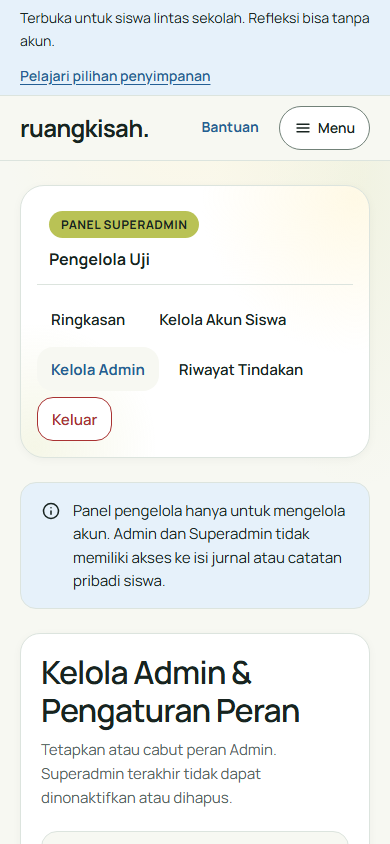 Terbuka untuk siswa lintas sekolah. Refleksi bisa tanpa
akun.
Pelajari pilihan penyimpanan
ruangkisah.
Bantuan
Menu
PANEL SUPERADMIN
Pengelola Uji
Ringkasan
Kelola Akun Siswa
Kelola Admin
Riwayat Tindakan
Keluar
Panel pengelola hanya untuk mengelola
akun. Admin dan Superadmin tidak
memiliki akses ke isi jurnal atau catatan
pribadi siswa.
Kelola Admin &
Pengaturan Peran
Tetapkan atau cabut peran Admin.
Superadmin terakhir tidak dapat
dinonaktifkan atau dihapus.